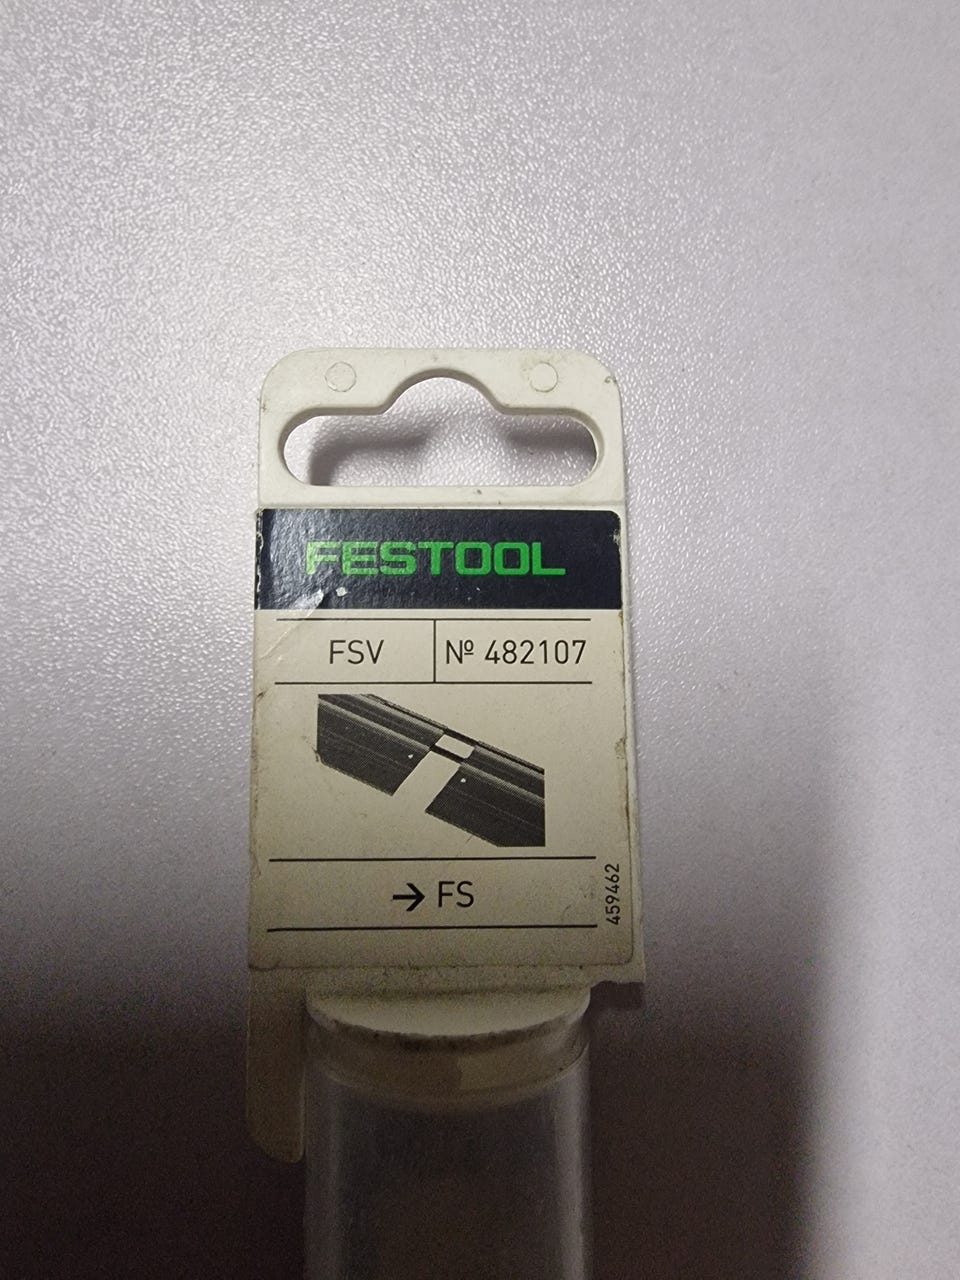 FESTOOL
FSV
Nº 482107
→ FS
459462